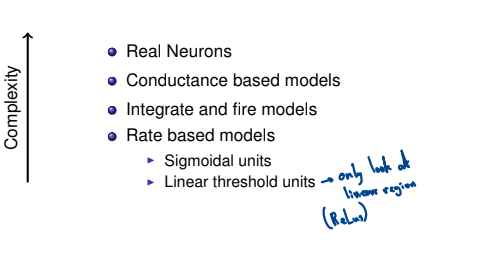 Complexity
Real Neurons
Conductance based models
Integrate and fire models
Rate based models
Sigmoidal units
Linear threshold units → only look at
linear region
(ReLus)